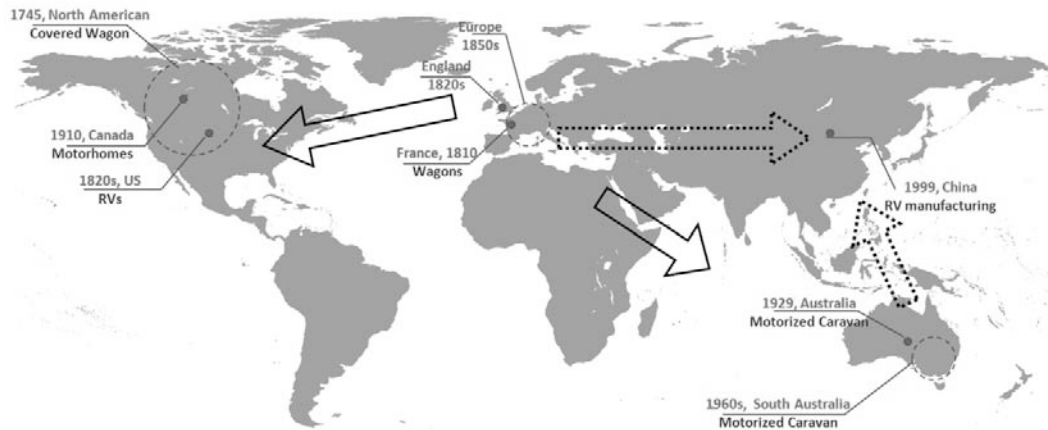 1745, North American
Covered Wagon
Europe
1850s
England
1820s
1910, Canada
Motorhomes
1820s, US
RVs
France, 1810
Wagons
1999, China
RV manufacturing
1929, Australia
Motorized Caravan
1960s, South Australia
Motorized Caravan